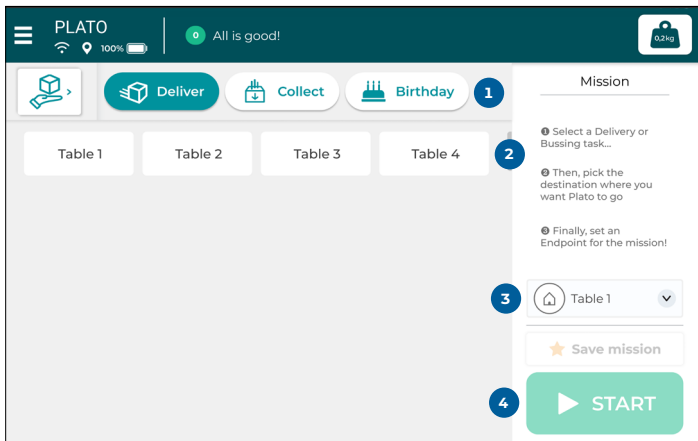 PLATO
100%
0 All is good!
0,2kg
Deliver Collect Birthday 1
Table 1 Table 2 Table 3 Table 4 2
Mission
❶ Select a Delivery or
Bussing task...
❷ Then, pick the
destination where you
want Plato to go
❸ Finally, set an
Endpoint for the mission!
3 Table 1
Save mission
4 START